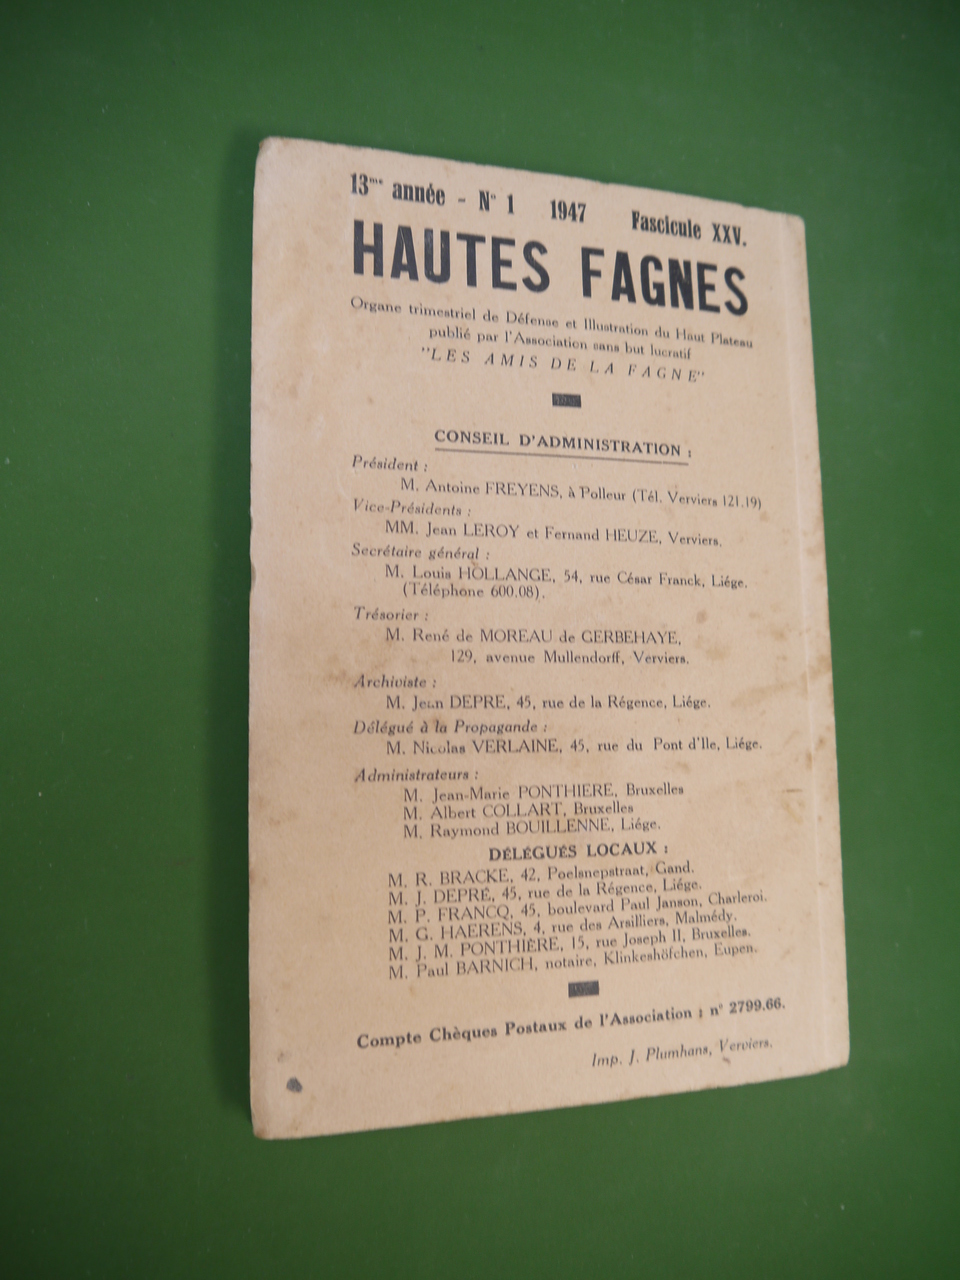 13me année - N° 1 1947 Fascicule XXV.
HAUTES FAGNES
Organe trimestriel de Défense et Illustration du Haut Plateau
publié par l'Association sans but lucratif
"LES AMIS DE LA FAGNE"
CONSEIL D'ADMINISTRATION :
Président :
M. Antoine FREYENS, à Polleur (Tél. Verviers 121.19)
Vice-Présidents :
MM. Jean LEROY et Fernand HEUZE, Verviers.
Secrétaire général :
M. Louis HOLLANGE, 54, rue César Franck, Liége.
(Téléphone 600.08).
Trésorier :
M. René de MOREAU de GERBEHAYE,
129, avenue Mullendorff, Verviers.
Archiviste :
M. Jean DEPRE, 45, rue de la Régence, Liége.
Délégué à la Propagande :
M. Nicolas VERLAINE, 45, rue du Pont d'Ile, Liége.
Administrateurs :
M. Jean-Marie PONTHIERE, Bruxelles
M. Albert COLLART, Bruxelles
M. Raymond BOUILLENNE, Liége.
DÉLÉGUÉS LOCAUX :
M. R. BRACKE, 42, Poelsnepstraat, Gand.
M. J. DEPRÉ, 45, rue de la Régence, Liége.
M. P. FRANCQ, 45, boulevard Paul Janson, Charleroi.
M. G. HAERENS, 4, rue des Arsilliers, Malmédy.
M. J. M. PONTHIÈRE, 15, rue Joseph II, Bruxelles.
M. Paul BARNICH, notaire, Klinkeshöfchen, Eupen.
Compte Chèques Postaux de l'Association : n° 2799.66.
Imp. J. Plumhans, Verviers.